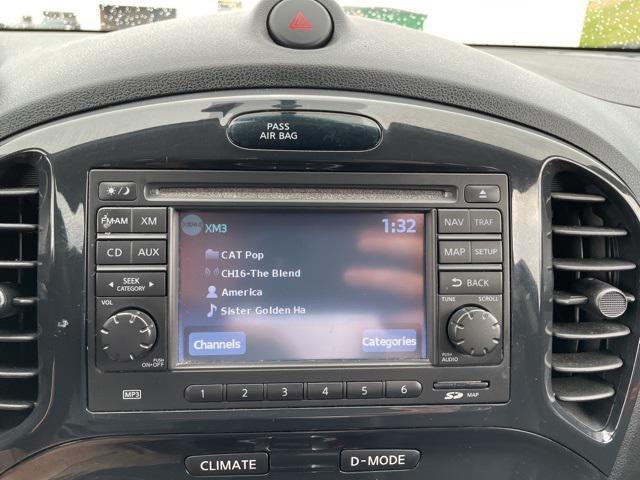 PASS
AIR BAG
FM·AM XM
XM3 1:32
NAV TRAF
CD AUX
CAT Pop
MAP SETUP
CH16-The Blend
SEEK
CATEGORY
BACK
America
VOL
TUNE SCROLL
Sister Golden Ha
Channels
Categories
PUSH
ON•OFF
PUSH
AUDIO
MP3
1 2 3 4 5 6
SD MAP
CLIMATE
D-MODE